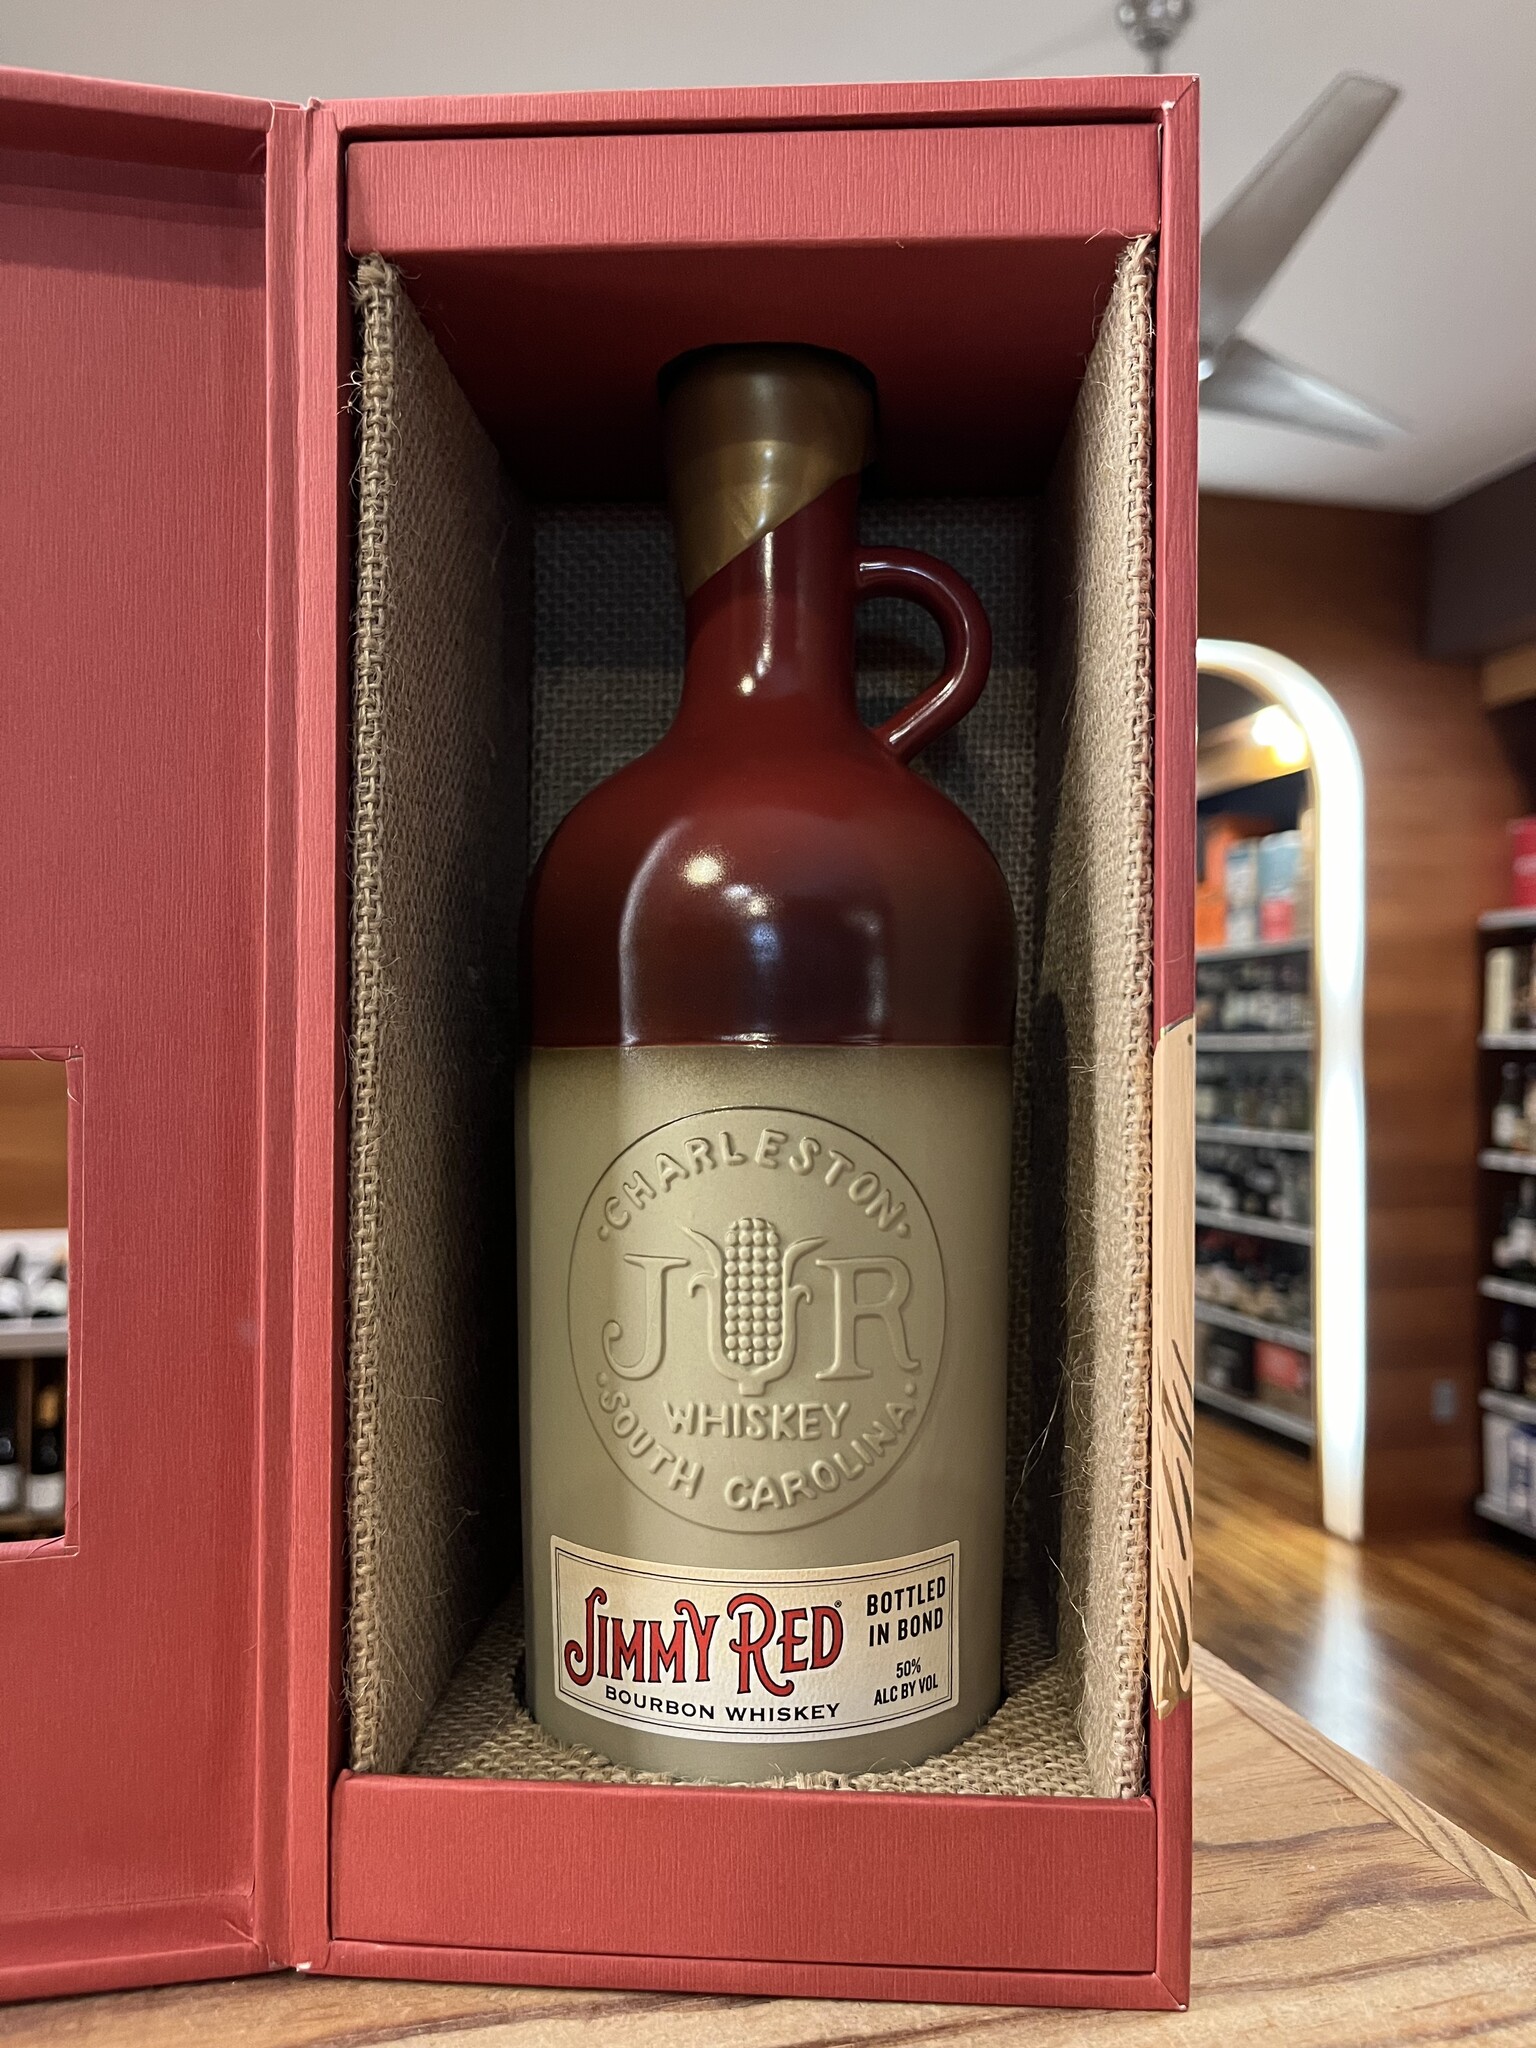 ·CHARLESTON·
J R
WHISKEY
·SOUTH CAROLINA·
JIMMY RED®
BOURBON WHISKEY
BOTTLED
IN BOND
50%
ALC BY VOL